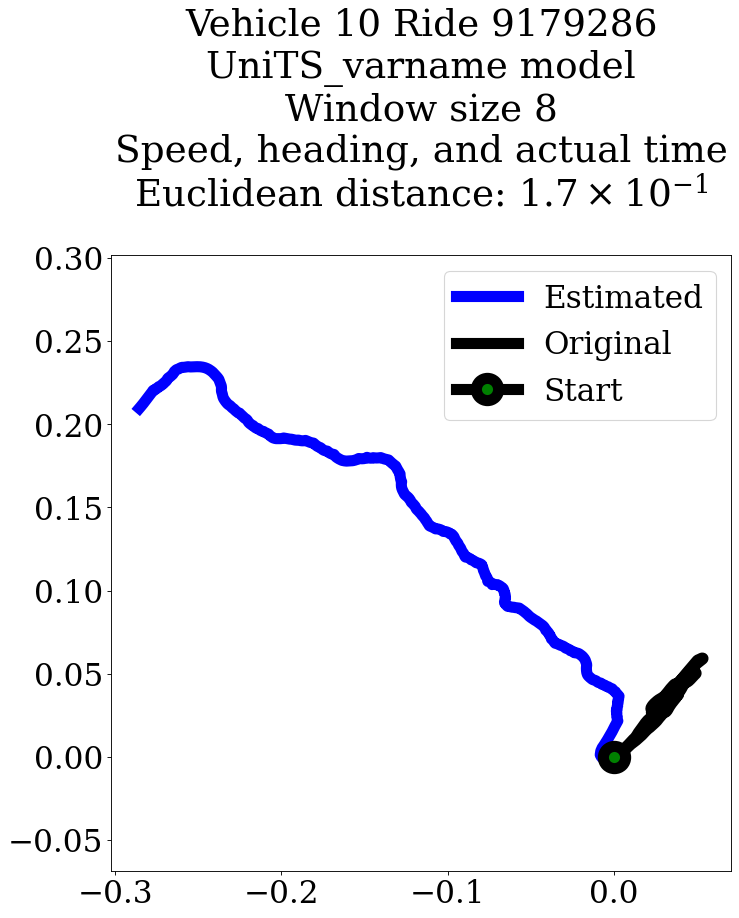 Vehicle 10 Ride 9179286
UniTS_varname model
Window size 8
Speed, heading, and actual time
Euclidean distance: 1.7 × 10⁻¹
0.30
0.25
0.20
0.15
0.10
0.05
0.00
−0.05
−0.3
−0.2
−0.1
0.0
Estimated
Original
Start